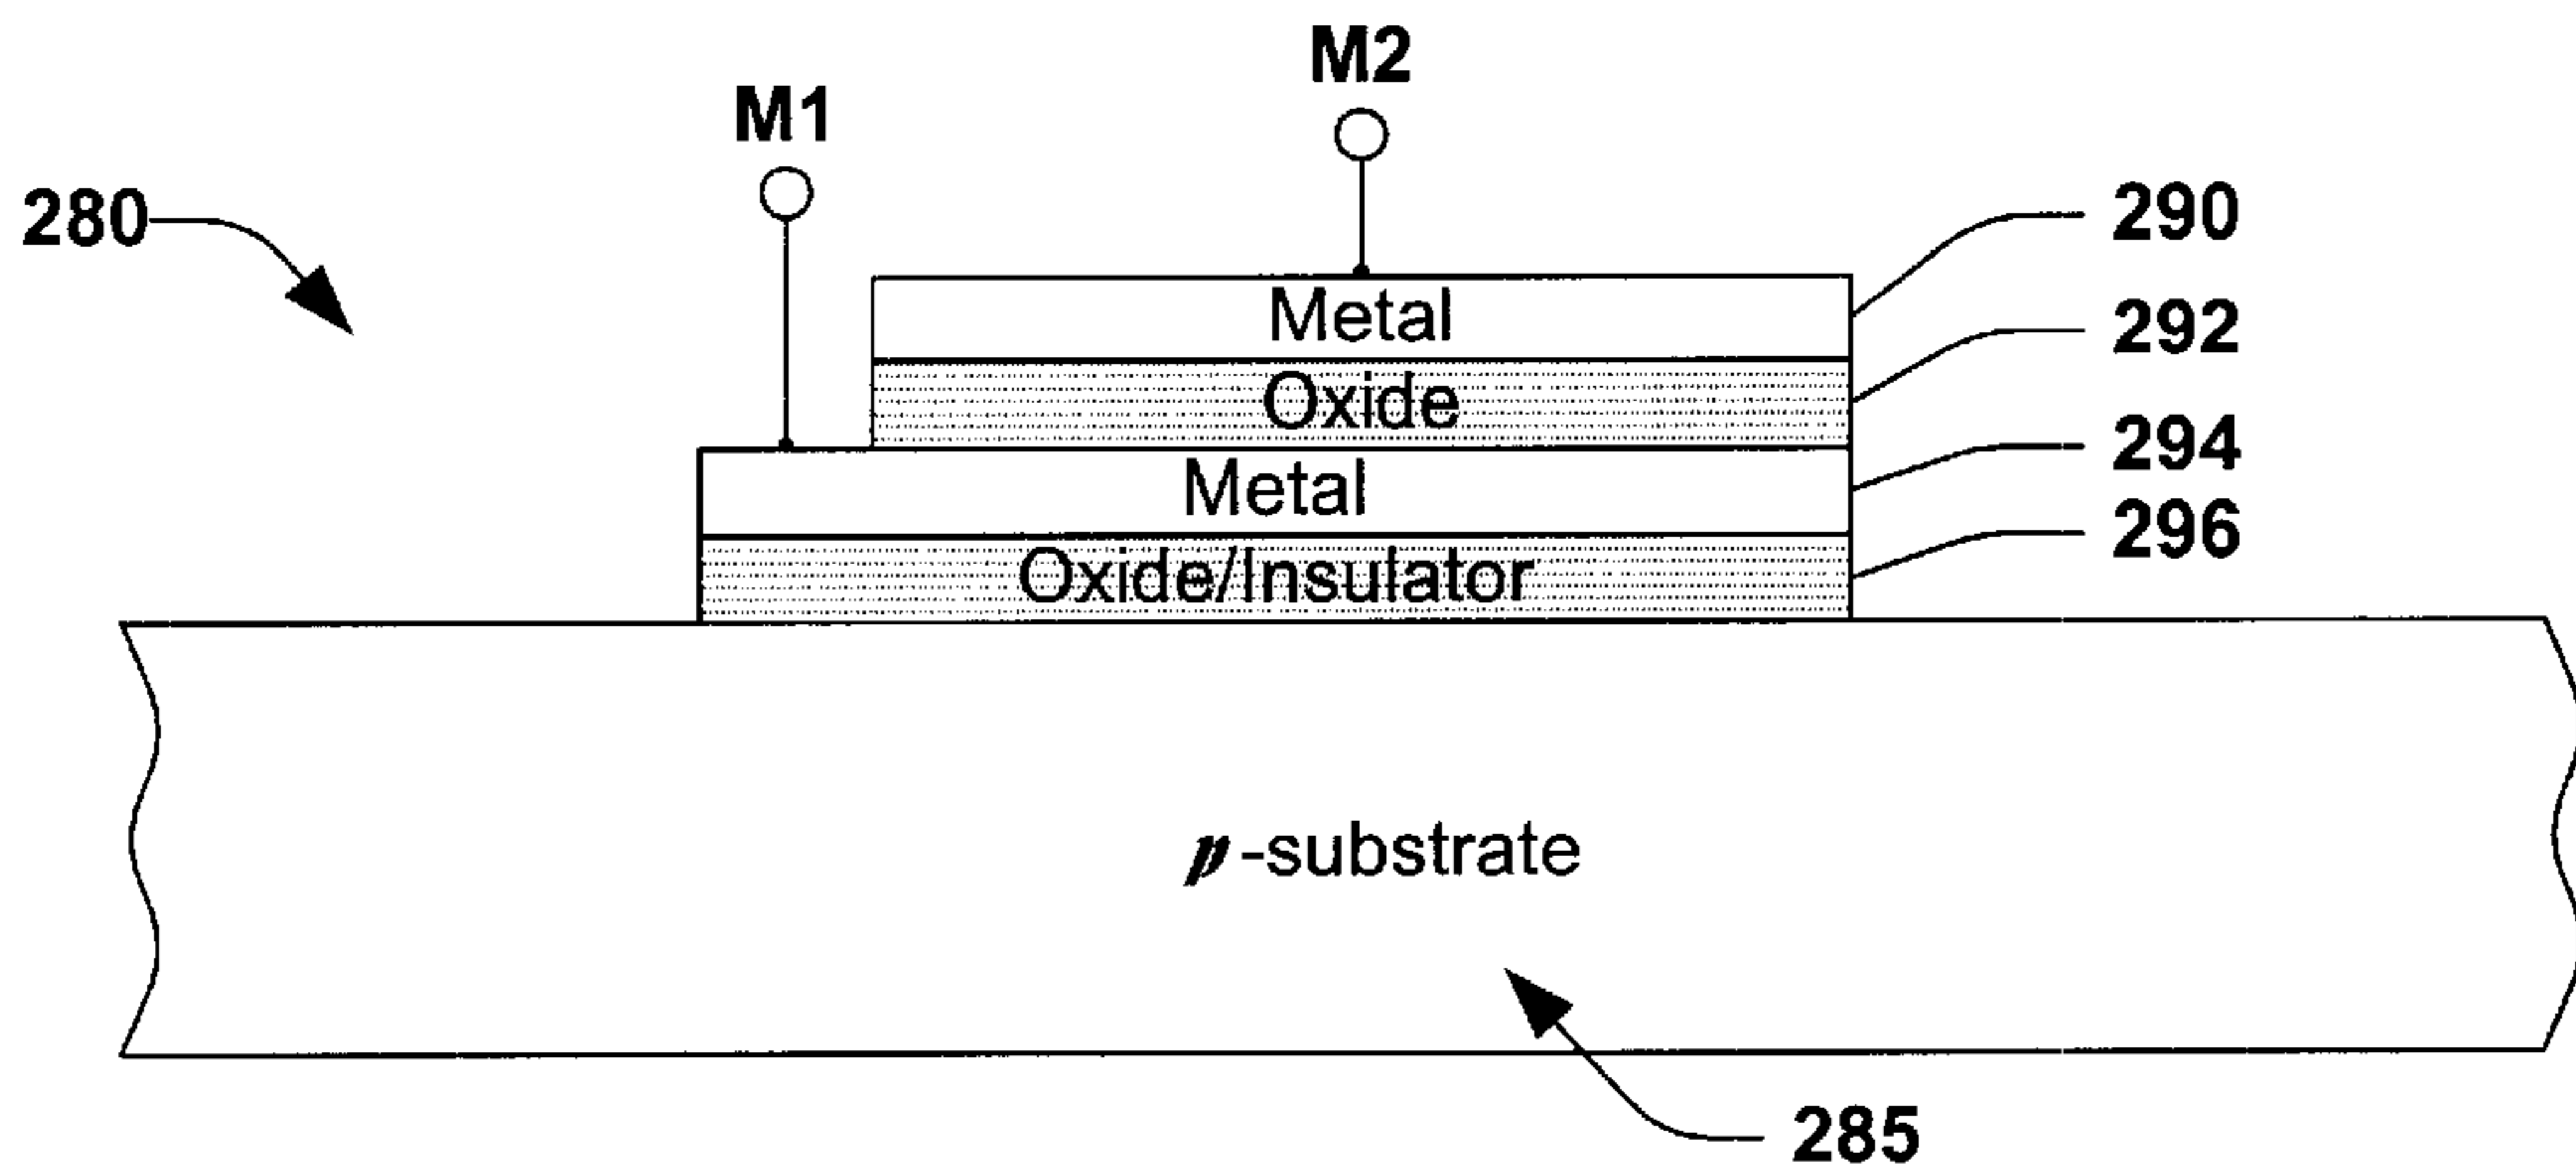 M2
M1
280
290
Metal
292
Oxide
294
Metal
296
Oxide/Insulator
p-substrate
285